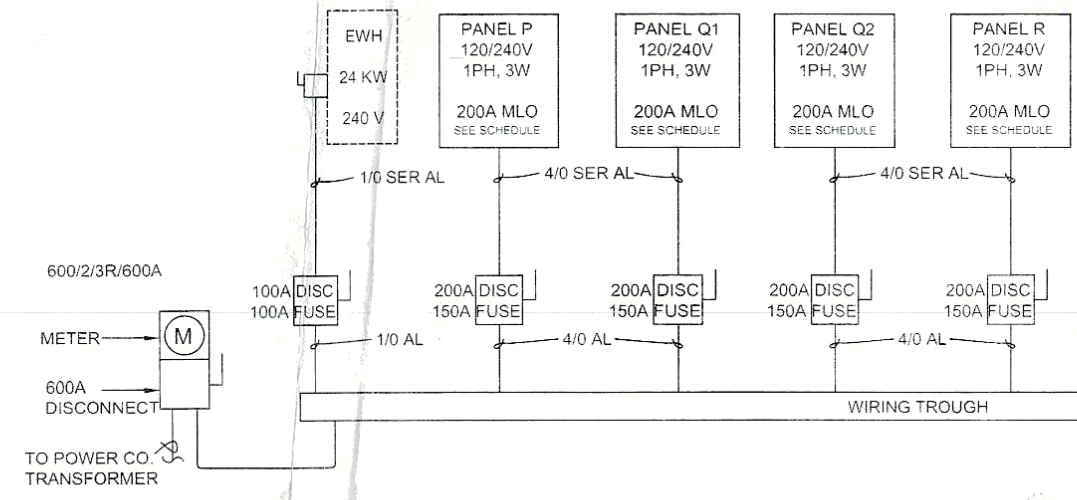 EWH
24 KW
240 V
PANEL P
120/240V
1PH, 3W
200A MLO
SEE SCHEDULE
PANEL Q1
120/240V
1PH, 3W
200A MLO
SEE SCHEDULE
PANEL Q2
120/240V
1PH, 3W
200A MLO
SEE SCHEDULE
PANEL R
120/240V
1PH, 3W
200A MLO
SEE SCHEDULE
1/0 SER AL
4/0 SER AL
4/0 SER AL
600/2/3R/600A
100A DISC
100A FUSE
200A DISC
150A FUSE
200A DISC
150A FUSE
200A DISC
150A FUSE
200A DISC
150A FUSE
METER
M
1/0 AL
4/0 AL
4/0 AL
600A
DISCONNECT
WIRING TROUGH
TO POWER CO.
TRANSFORMER